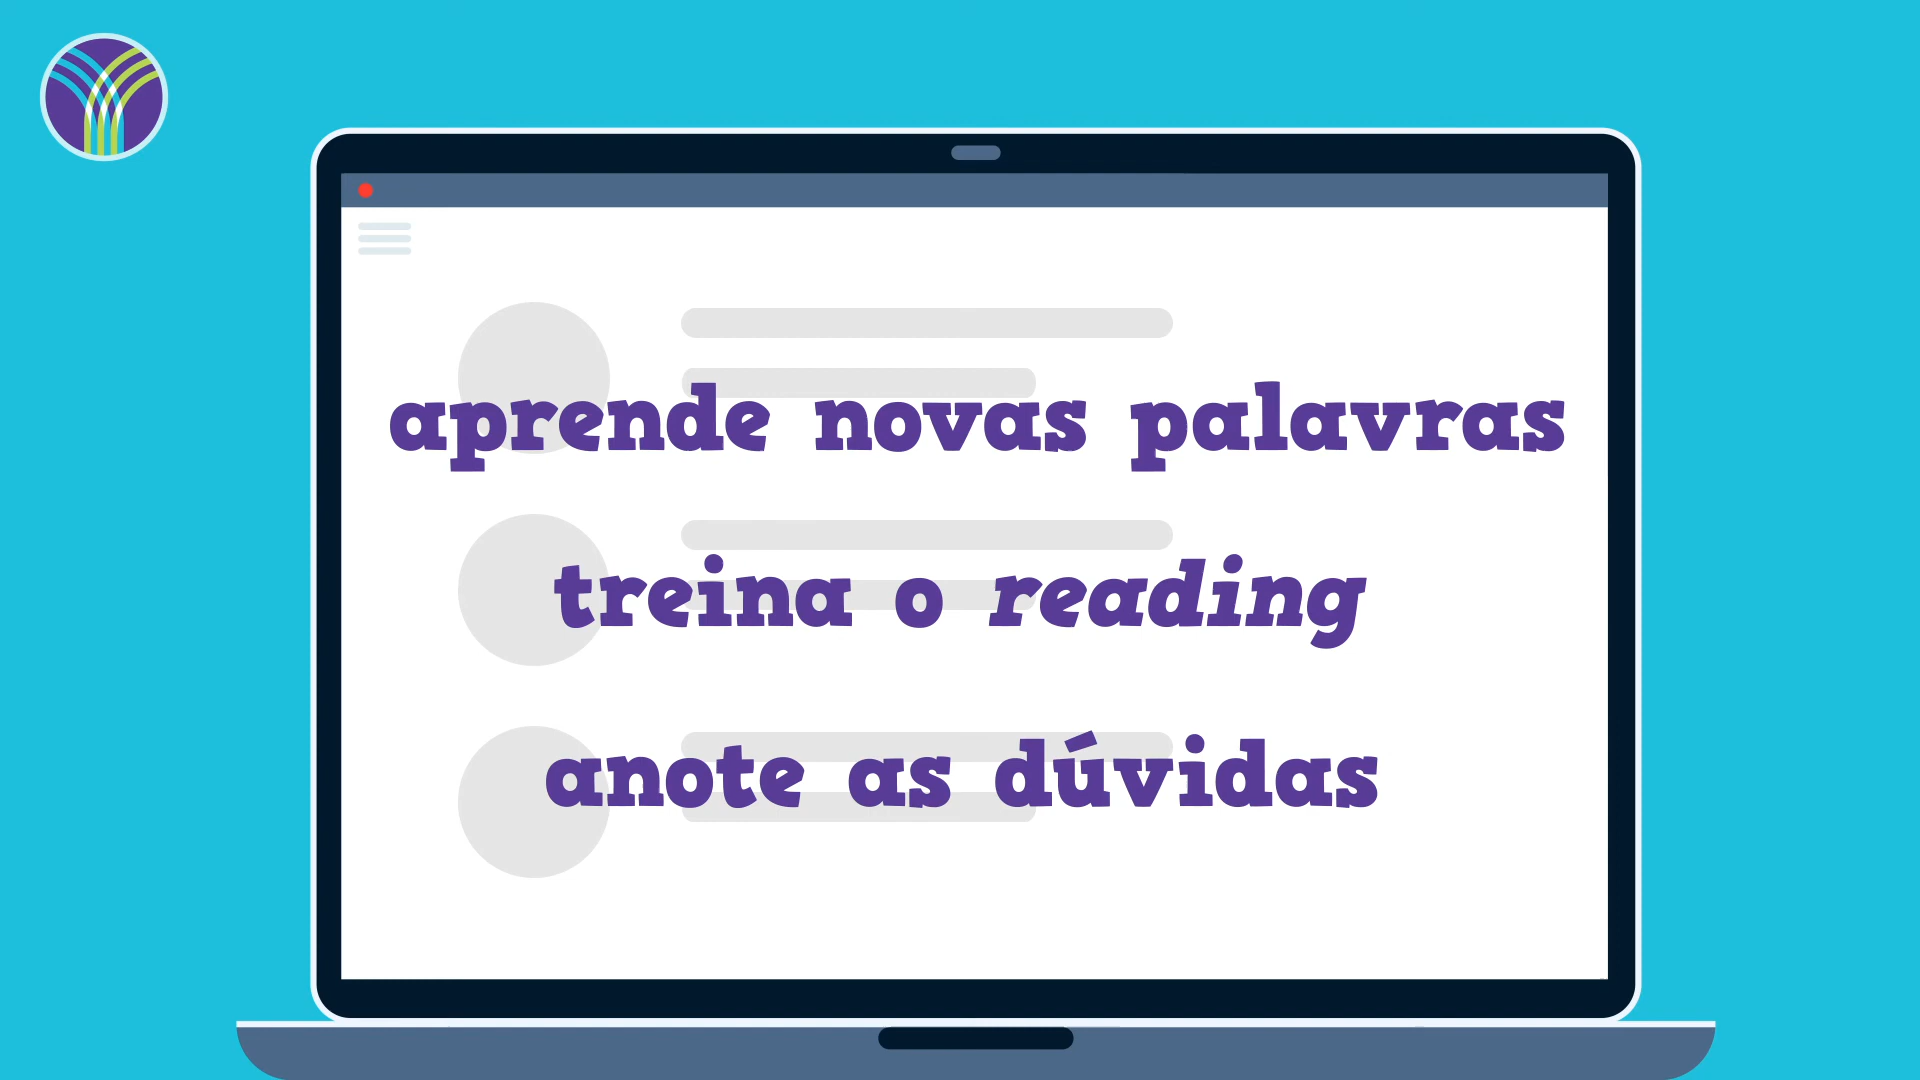 aprende novas palavras
treina o reading
anote as dúvidas